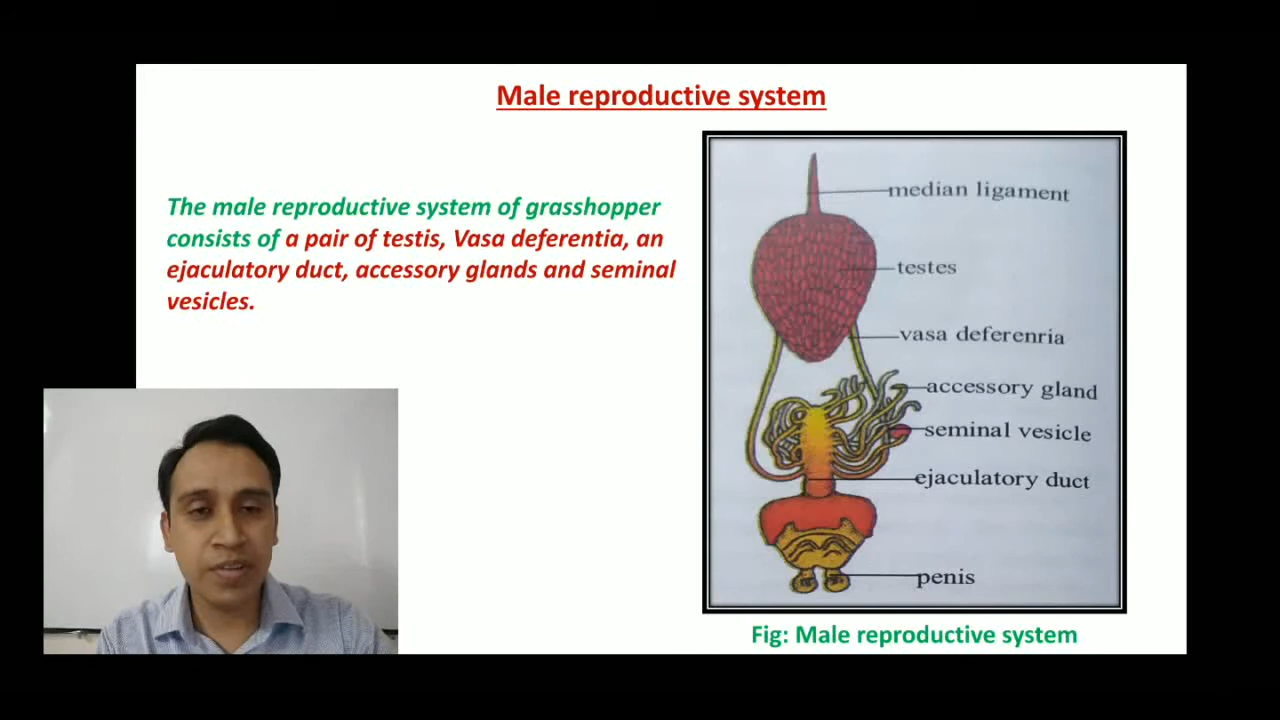 Male reproductive system
The male reproductive system of grasshopper
consists of a pair of testis, Vasa deferentia, an
ejaculatory duct, accessory glands and seminal
vesicles.
median ligament
testes
vasa deferenria
accessory gland
seminal vesicle
ejaculatory duct
penis
Fig: Male reproductive system